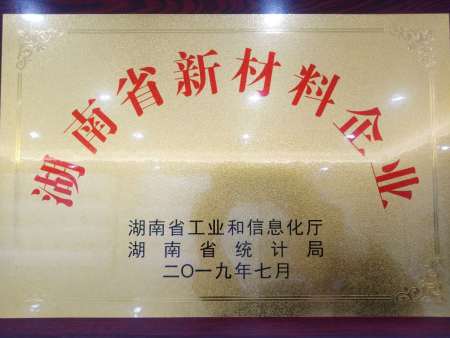 湖南省新材料企业
湖南省工业和信息化厅
湖南省统计局
二〇一九年七月